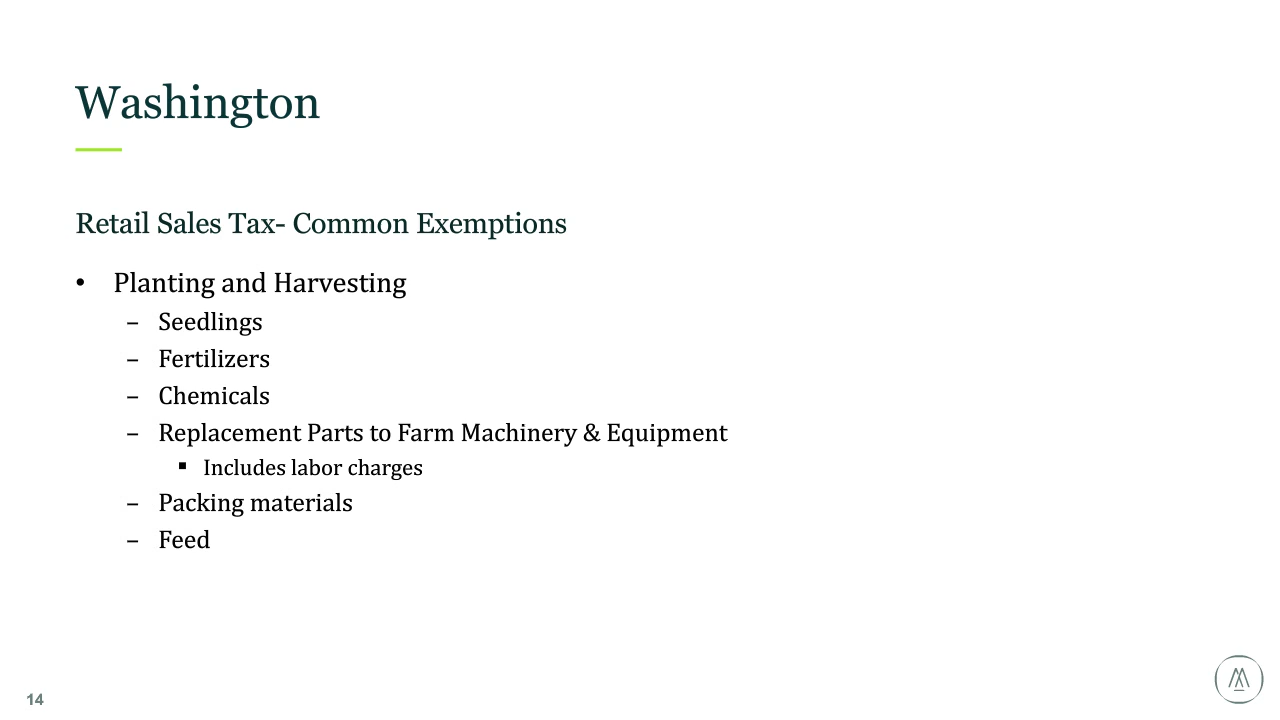 Washington
Retail Sales Tax- Common Exemptions
• Planting and Harvesting
– Seedlings
– Fertilizers
– Chemicals
– Replacement Parts to Farm Machinery & Equipment
▪ Includes labor charges
– Packing materials
– Feed
14